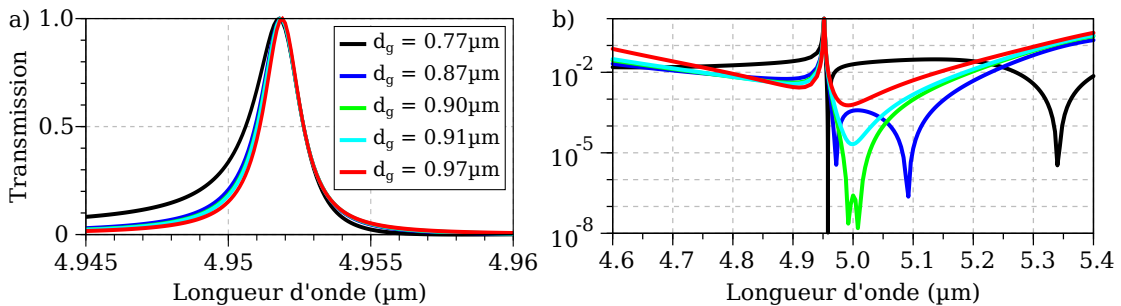 a)
Transmission
1.0
0.5
0
4.945
4.95
4.955
4.96
Longueur d'onde (µm)
d_g = 0.77µm
d_g = 0.87µm
d_g = 0.90µm
d_g = 0.91µm
d_g = 0.97µm
b)
10^-2
10^-5
10^-8
4.6
4.7
4.8
4.9
5.0
5.1
5.2
5.3
5.4
Longueur d'onde (µm)